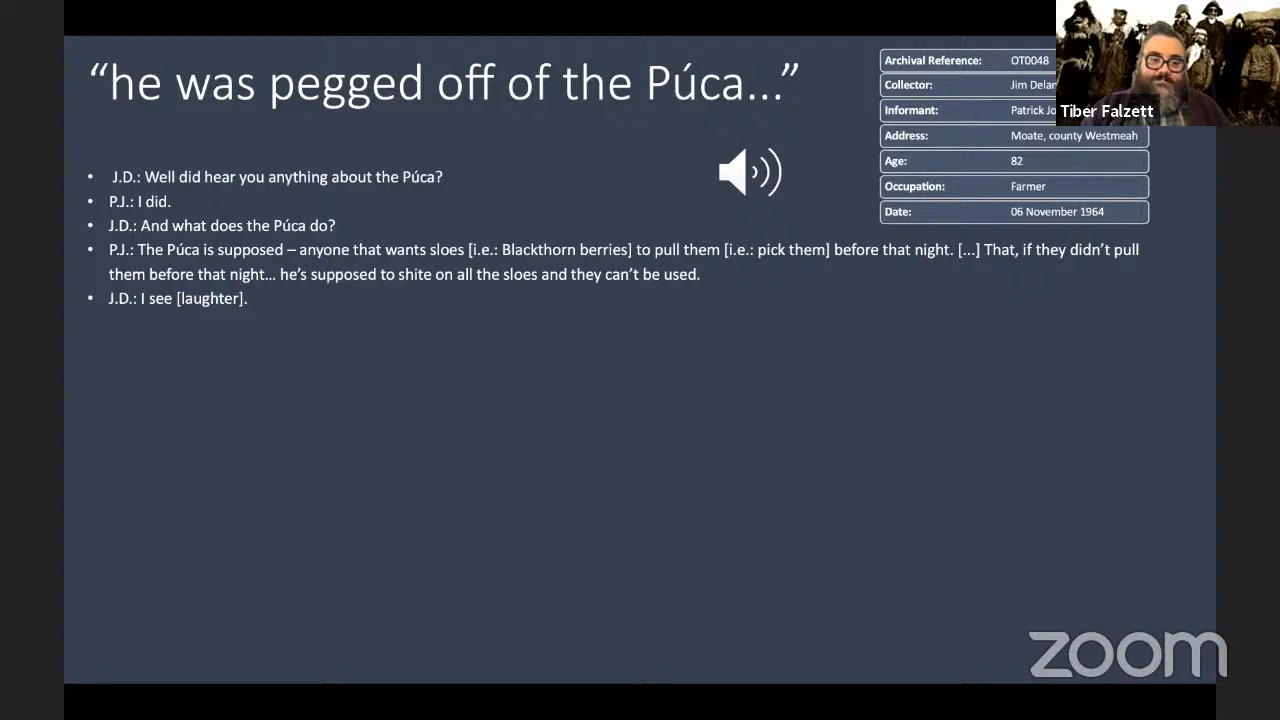 “he was pegged off of the Púca...”
Archival Reference: OT0048
Collector: Jim
Informant: Patrick
Address: Moate, county Westmeah
Age: 82
Occupation: Farmer
Date: 06 November 1964
Tiber Falzett
• J.D.: Well did hear you anything about the Púca?
• P.J.: I did.
• J.D.: And what does the Púca do?
• P.J.: The Púca is supposed – anyone that wants sloes [i.e.: Blackthorn berries] to pull them [i.e.: pick them] before that night. [...] That, if they didn’t pull
them before that night... he’s supposed to shite on all the sloes and they can’t be used.
• J.D.: I see [laughter].
zoom